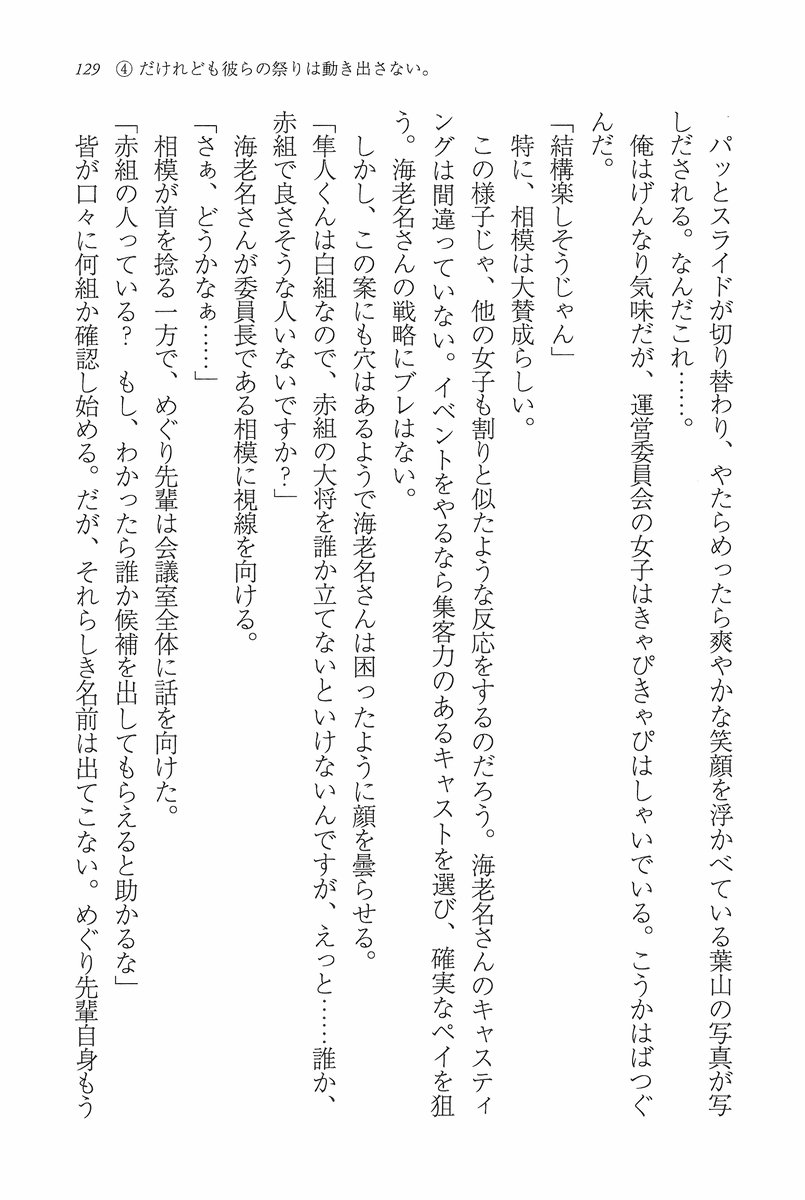 129 ④ だけれども彼らの祭りは動き出さない。
　パッとスライドが切り替わり、やたらめったら爽やかな笑顔を浮かべている葉山の写真が写
しだされる。なんだこれ……。
　俺はげんなり気味だが、運営委員会の女子はきゃぴきゃぴはしゃいでいる。こうかはばつぐ
んだ。
「結構楽しそうじゃん」
　特に、相模は大賛成らしい。
　この様子じゃ、他の女子も割りと似たような反応をするのだろう。海老名さんのキャスティ
ングは間違っていない。イベントをやるなら集客力のあるキャストを選び、確実なペイを狙
う。海老名さんの戦略にブレはない。
　しかし、この案にも穴はあるようで海老名さんは困ったように顔を曇らせる。
「隼人くんは白組なので、赤組の大将を誰か立てないといけないんですが、えっと……誰か、
赤組で良さそうな人いないですか？」
　海老名さんが委員長である相模に視線を向ける。
「さぁ、どうかなぁ……」
　相模が首を捻る一方で、めぐり先輩は会議室全体に話を向けた。
「赤組の人っている？　もし、わかったら誰か候補を出してもらえると助かるな」
　皆が口々に何組か確認し始める。だが、それらしき名前は出てこない。めぐり先輩自身もう